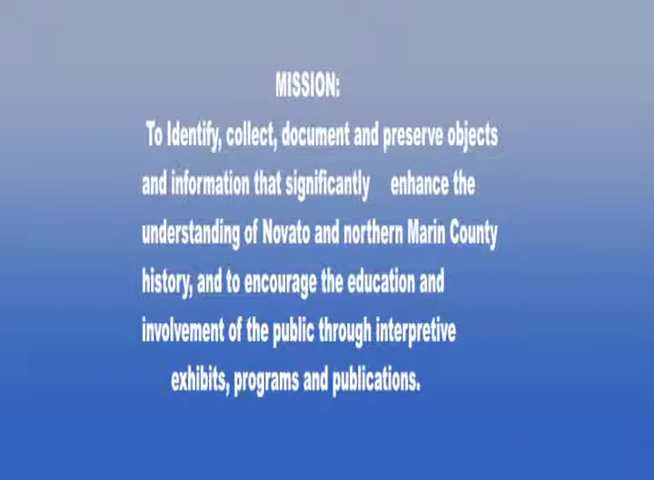 MISSION:
To Identify, collect, document and preserve objects
and information that significantly enhance the
understanding of Novato and northern Marin County
history, and to encourage the education and
involvement of the public through interpretive
exhibits, programs and publications.